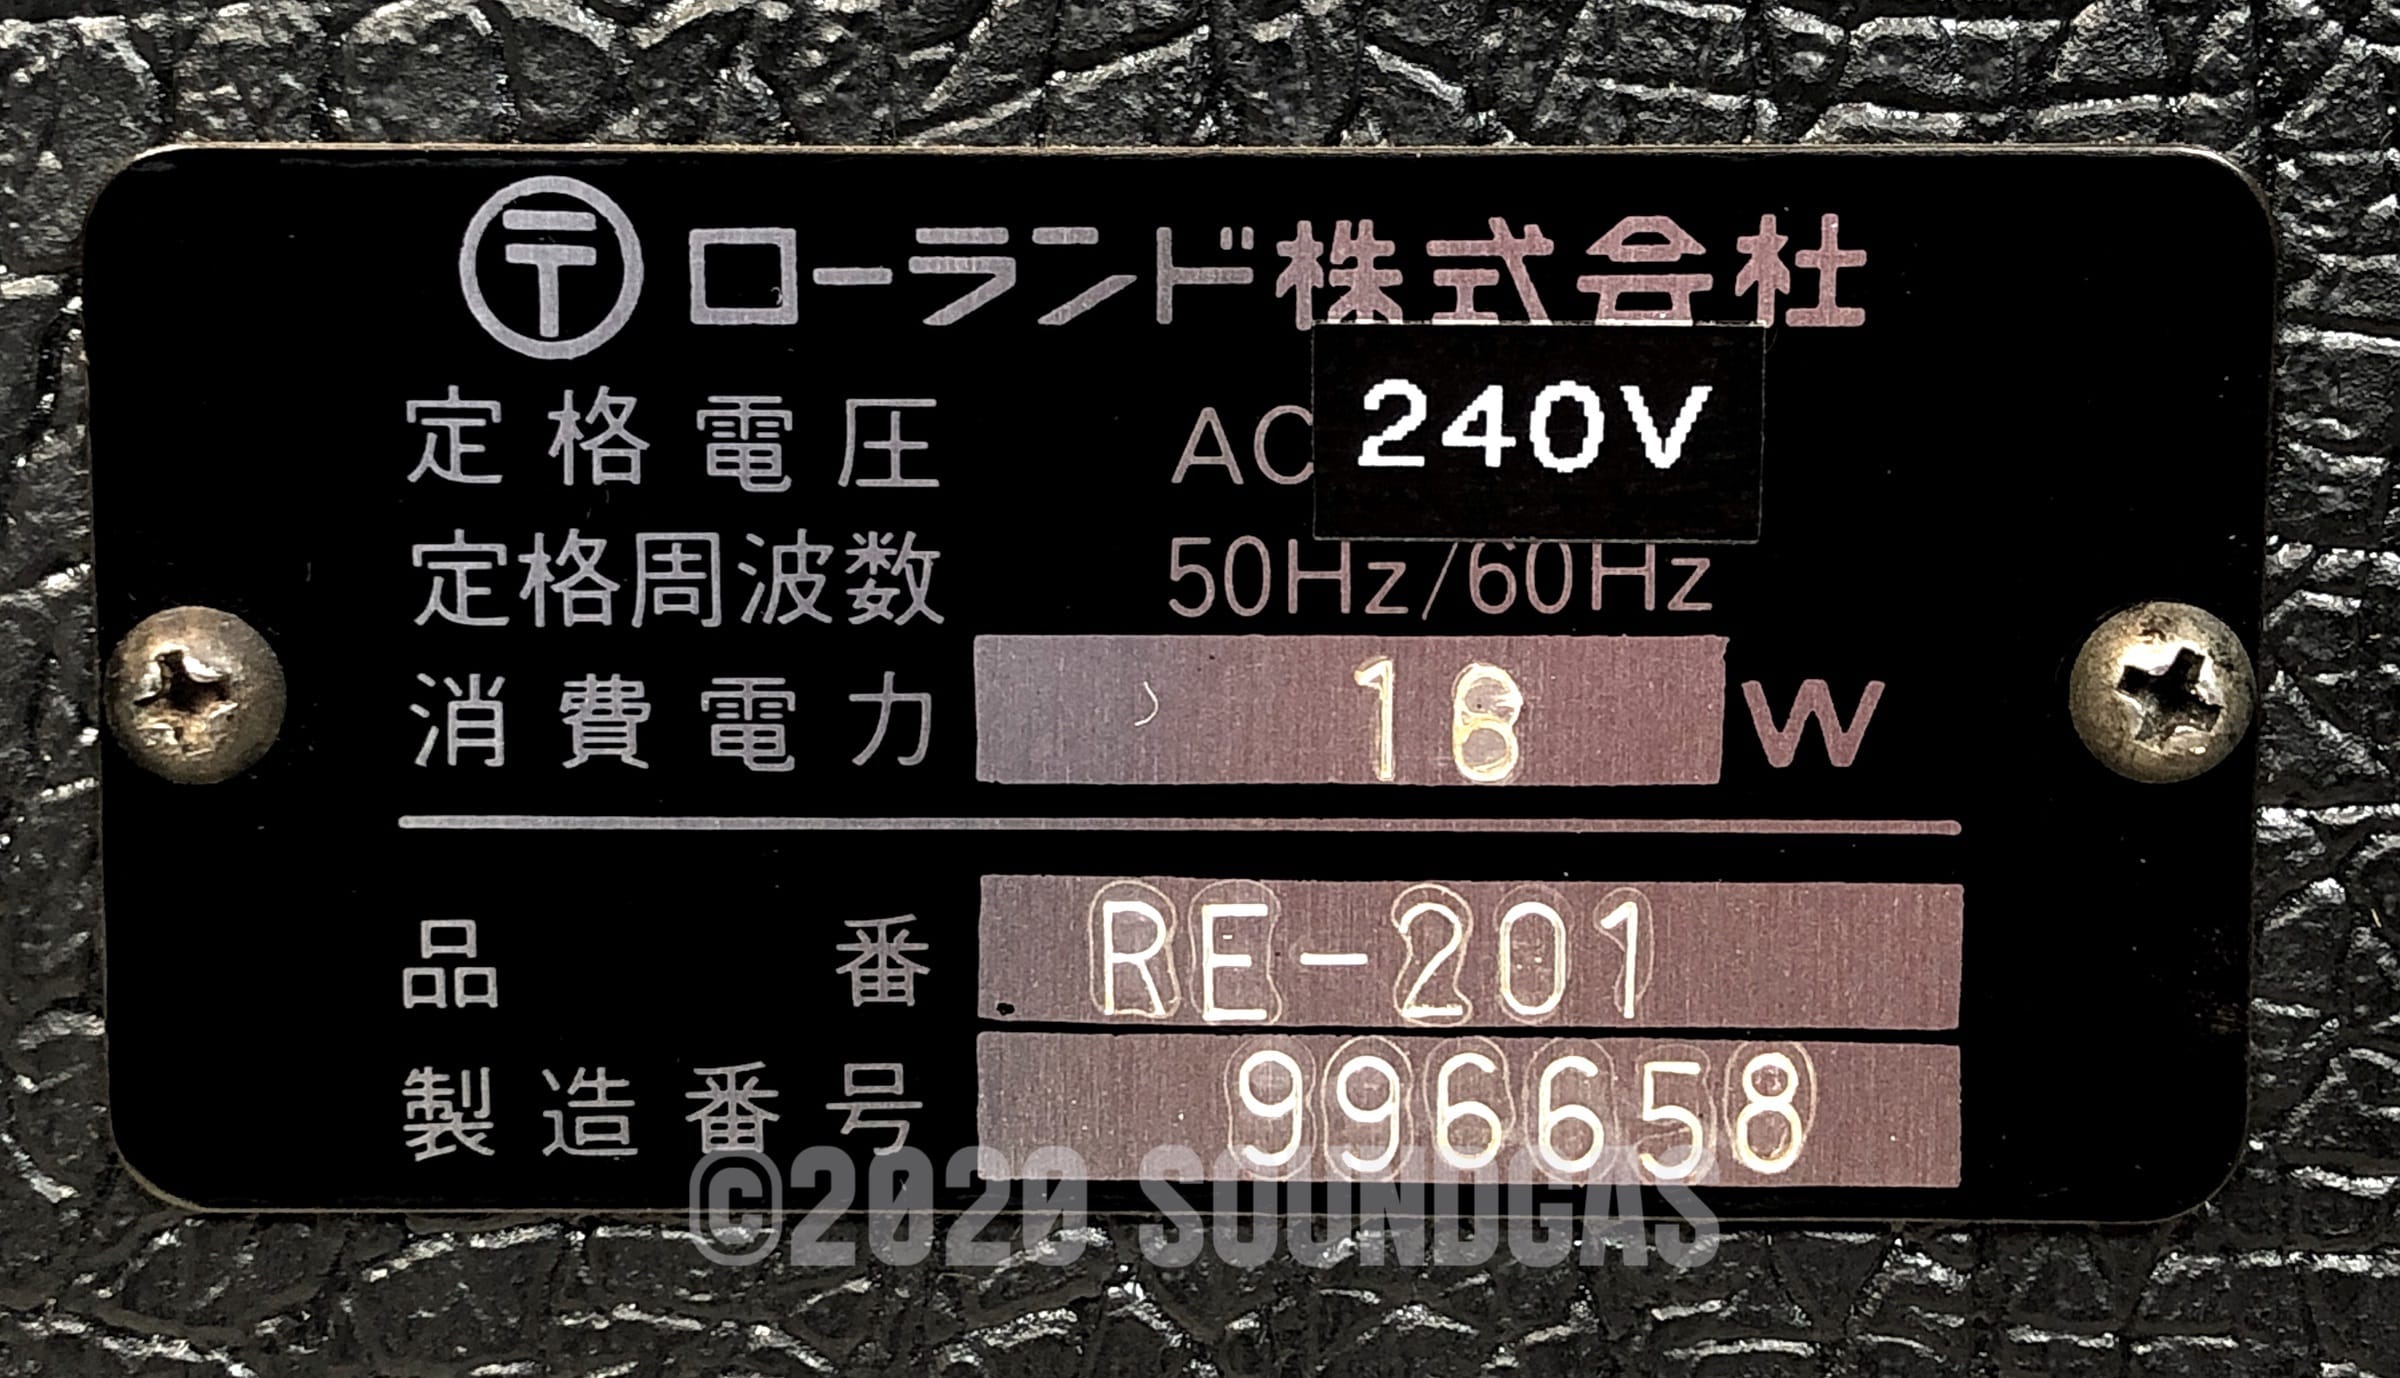 〒 ローランド株式会社
定格電圧 AC 240V
定格周波数 50Hz/60Hz
消費電力 18 W
品番 RE-201
製造番号 996658
©2020 SOUNDGAS